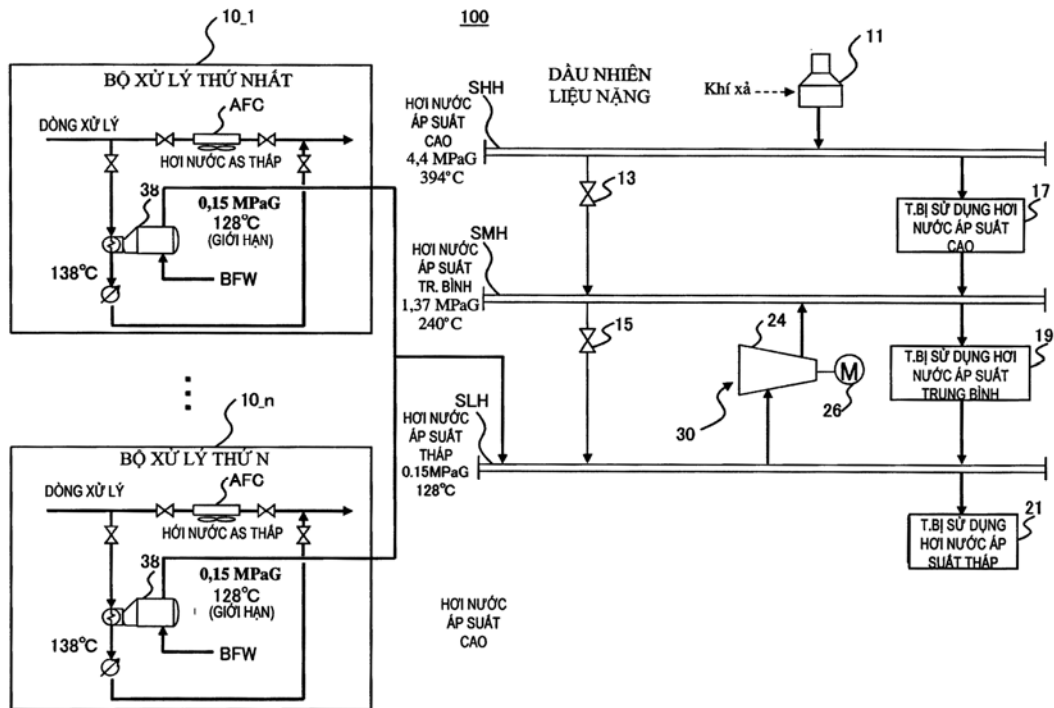 100
10_1
BỘ XỬ LÝ THỨ NHẤT
AFC
DÒNG XỬ LÝ
HƠI NƯỚC AS THẤP
38
0,15 MPaG
128°C
(GIỚI HẠN)
138°C
BFW
10_n
BỘ XỬ LÝ THỨ N
AFC
DÒNG XỬ LÝ
HƠI NƯỚC AS THẤP
38
0,15 MPaG
128°C
(GIỚI HẠN)
138°C
BFW
SHH
HƠI NƯỚC
ÁP SUẤT
CAO
4,4 MPaG
394°C
DẦU NHIÊN
LIỆU NẶNG
Khí xả
11
13
17
T.BỊ SỬ DỤNG HƠI
NƯỚC ÁP SUẤT
CAO
SMH
HƠI NƯỚC
ÁP SUẤT
TR. BÌNH
1,37 MPaG
240°C
15
24
M
26
30
19
T.BỊ SỬ DỤNG HƠI
NƯỚC ÁP SUẤT
TRUNG BÌNH
SLH
HƠI NƯỚC
ÁP SUẤT
THẤP
0.15MPaG
128°C
21
T.BỊ SỬ DỤNG
HƠI NƯỚC ÁP
SUẤT THẤP
HƠI NƯỚC
ÁP SUẤT
CAO